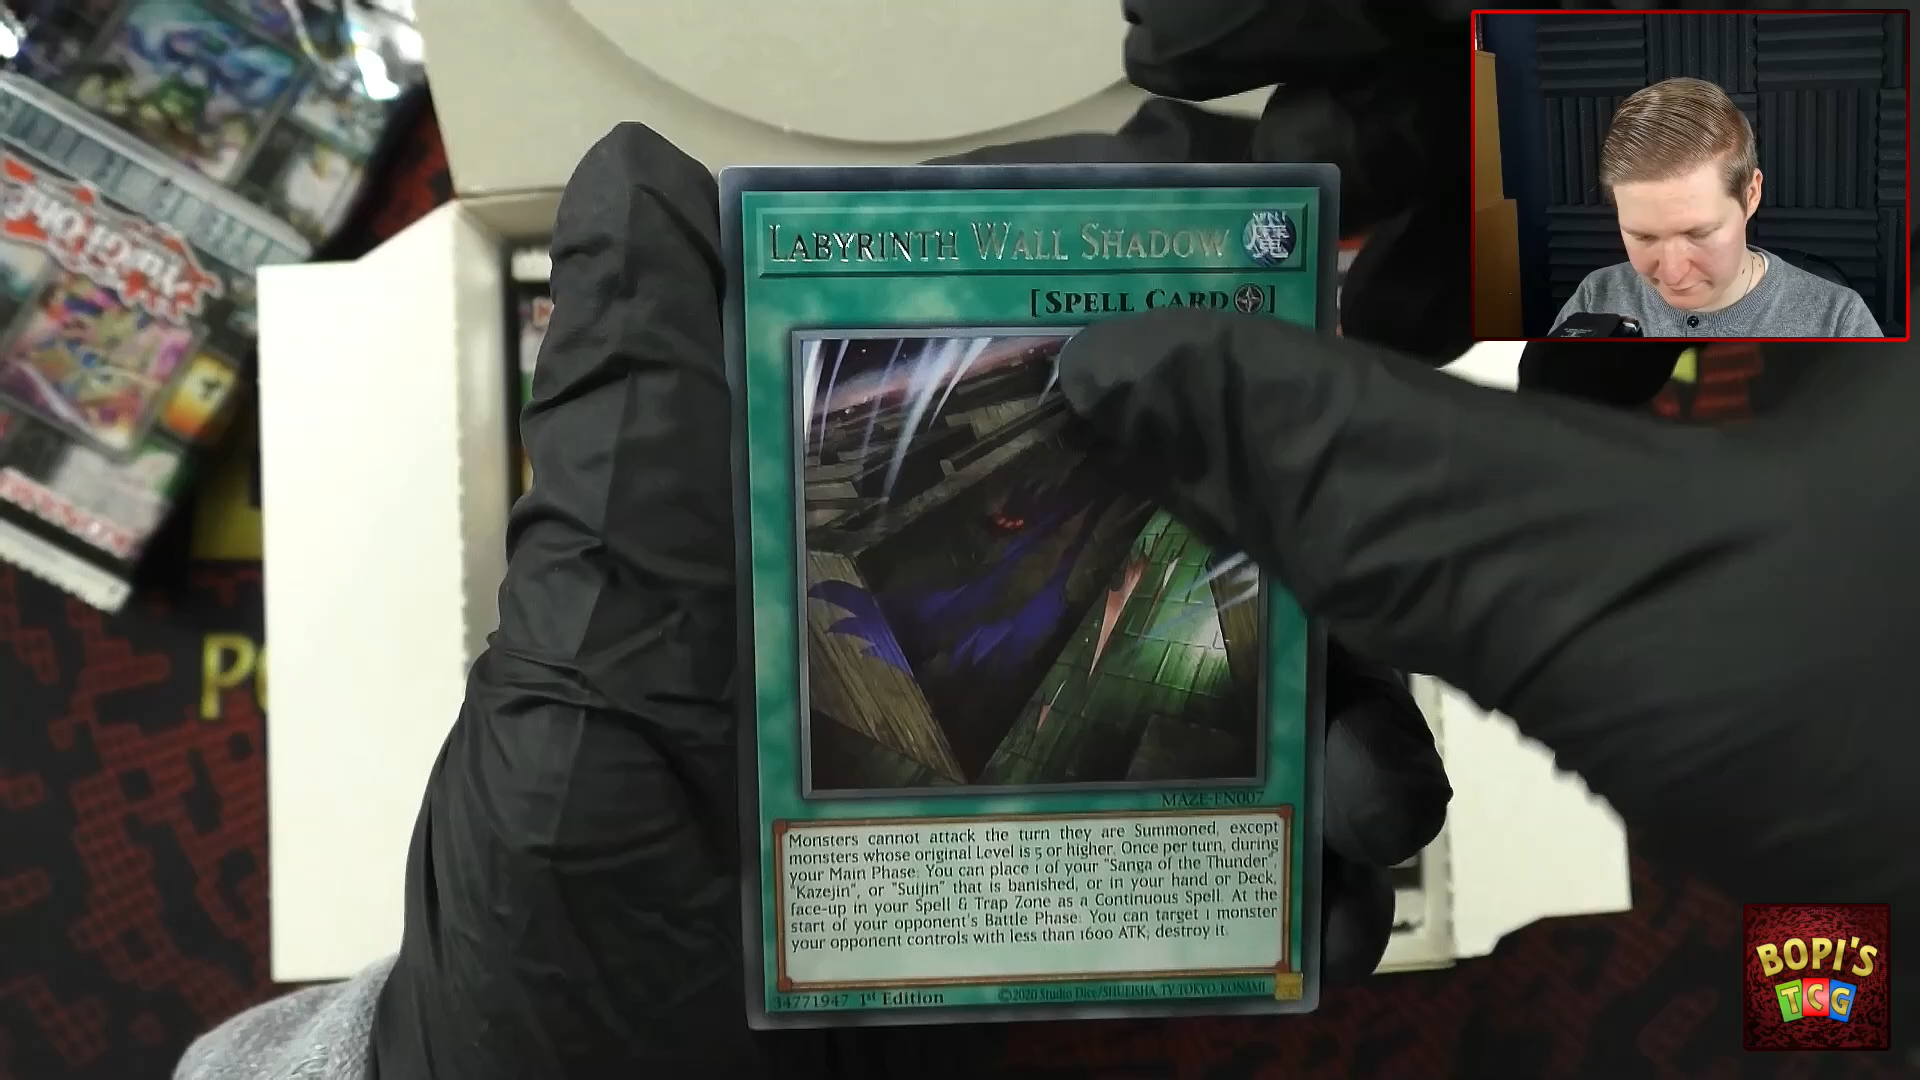 LABYRINTH WALL SHADOW 魔
[SPELL CARD]
MAZE-EN007
Monsters cannot attack the turn they are Summoned, except
monsters whose original Level is 5 or higher. Once per turn, during
your Main Phase: You can place 1 of your "Sanga of the Thunder",
"Kazejin", or "Suijin" that is banished, or in your hand or Deck,
face-up in your Spell & Trap Zone as a Continuous Spell. At the
start of your opponent's Battle Phase: You can target 1 monster
your opponent controls with less than 1600 ATK; destroy it.
34771947 1st Edition ©2020 Studio Dice/SHUEISHA, TV TOKYO, KONAMI
YU-GI-OH!
BOPI'S
TCG